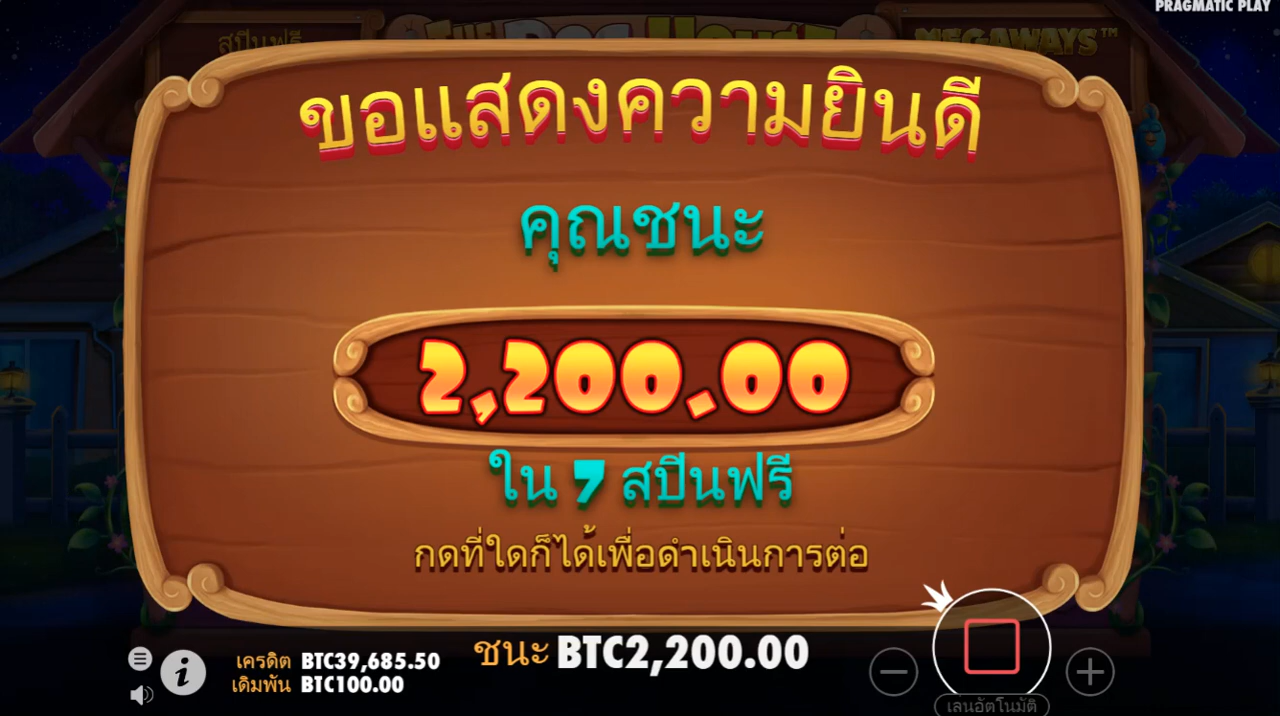 PRAGMATIC PLAY
สปินฟรี
THE DOG HOUSE
MEGAWAYS™
ขอแสดงความยินดี
คุณชนะ
2,200.00
ใน 7 สปินฟรี
กดที่ใดก็ได้เพื่อดำเนินการต่อ
ชนะ BTC2,200.00
เครดิต BTC39,685.50
เดิมพัน BTC100.00
เล่นอัตโนมัติ